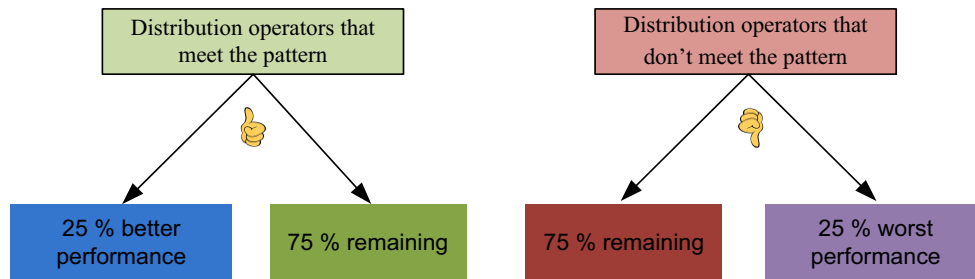 Distribution operators that
meet the pattern
Distribution operators that
don’t meet the pattern
25 % better
performance
75 % remaining
75 % remaining
25 % worst
performance